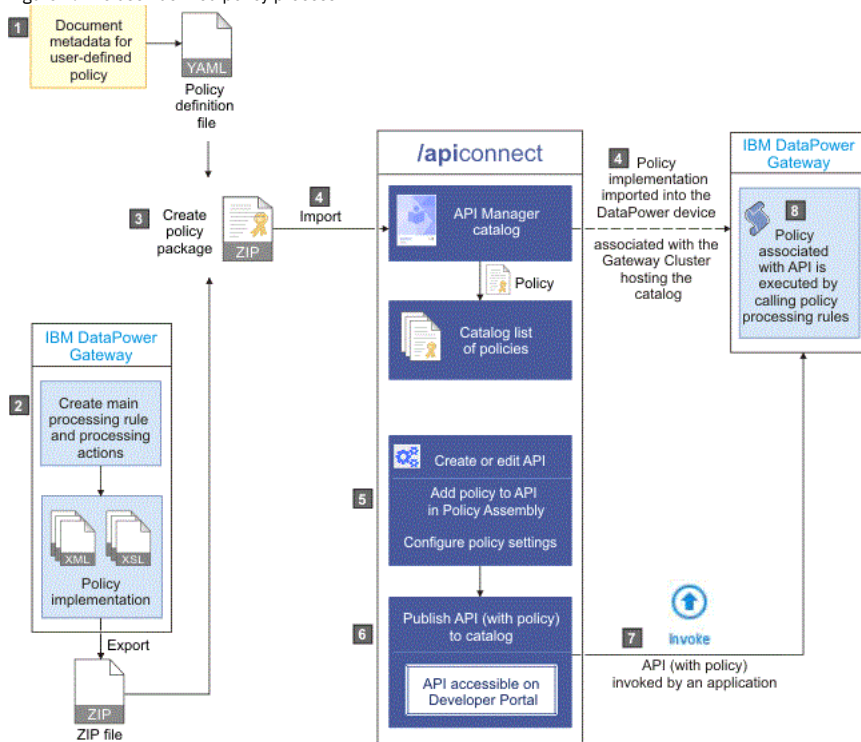 1
Document
metadata for
user-defined
policy
YAML
Policy
definition
file
3
Create
policy
package
ZIP
4
Import
IBM DataPower
Gateway
2
Create main
processing rule
and processing
actions
XML
XSL
Policy
implementation
Export
ZIP
ZIP file
/apiconnect
API Manager
catalog
Policy
Catalog list
of policies
5
Create or edit API
Add policy to API
in Policy Assembly
Configure policy settings
6
Publish API (with policy)
to catalog
API accessible on
Developer Portal
4
Policy
implementation
imported into the
DataPower device
associated with the
Gateway Cluster
hosting the
catalog
7
Invoke
API (with policy)
invoked by an application
IBM DataPower
Gateway
8
Policy
associated
with API is
executed by
calling policy
processing rules